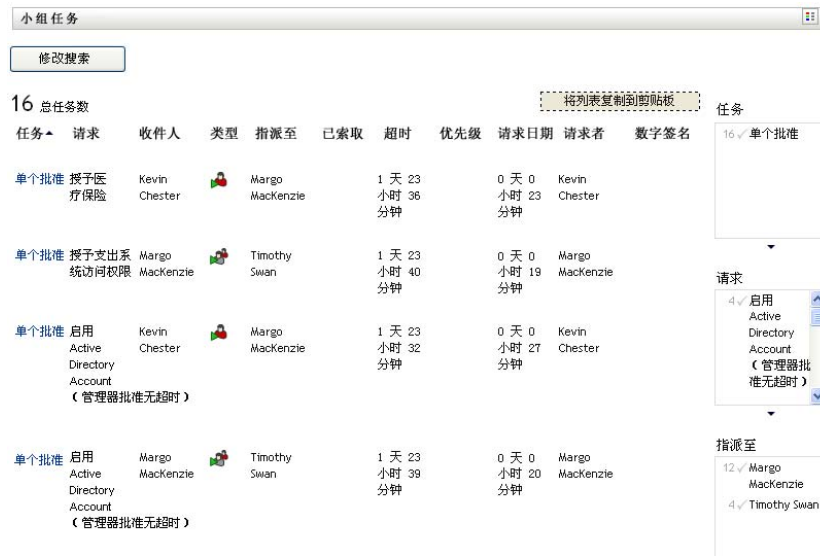 小组任务
修改搜索
16 总任务数
将列表复制到剪贴板
任务 请求 收件人 类型 指派至 已索取 超时 优先级 请求日期 请求者 数字签名
单个批准 授予医 Kevin Margo 1 天 23 0 天 0 Kevin
疗保险 Chester MacKenzie 小时 36 小时 23 Chester
分钟 分钟
单个批准 授予支出系 Margo Timothy 1 天 23 0 天 0 Margo
统访问权限 MacKenzie Swan 小时 40 小时 19 MacKenzie
分钟 分钟
单个批准 启用 Kevin Margo 1 天 23 0 天 0 Kevin
Active Chester MacKenzie 小时 32 小时 27 Chester
Directory 分钟 分钟
Account
（管理器批准无超时）
单个批准 启用 Margo Timothy 1 天 23 0 天 0 Margo
Active MacKenzie Swan 小时 39 小时 20 MacKenzie
Directory 分钟 分钟
Account
（管理器批准无超时）
任务
16 单个批准
请求
4 启用
Active
Directory
Account
（管理器批
准无超时）
指派至
12 Margo
MacKenzie
4 Timothy Swan